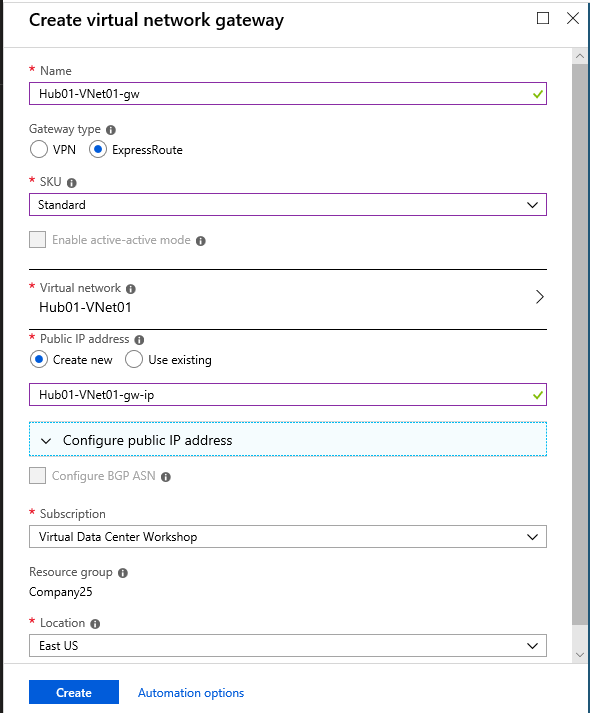 Create virtual network gateway
* Name
Hub01-VNet01-gw
Gateway type
VPN ExpressRoute
* SKU
Standard
Enable active-active mode
* Virtual network
Hub01-VNet01
* Public IP address
Create new Use existing
Hub01-VNet01-gw-ip
Configure public IP address
Configure BGP ASN
* Subscription
Virtual Data Center Workshop
Resource group
Company25
* Location
East US
Create Automation options